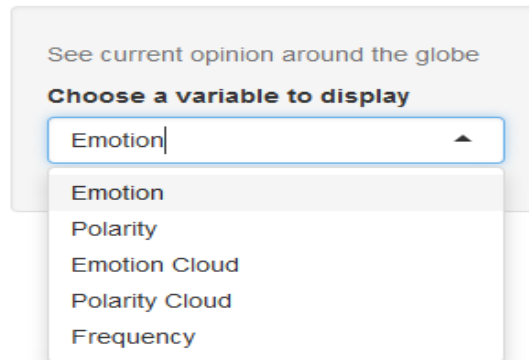 See current opinion around the globe
Choose a variable to display
Emotion
Emotion
Polarity
Emotion Cloud
Polarity Cloud
Frequency